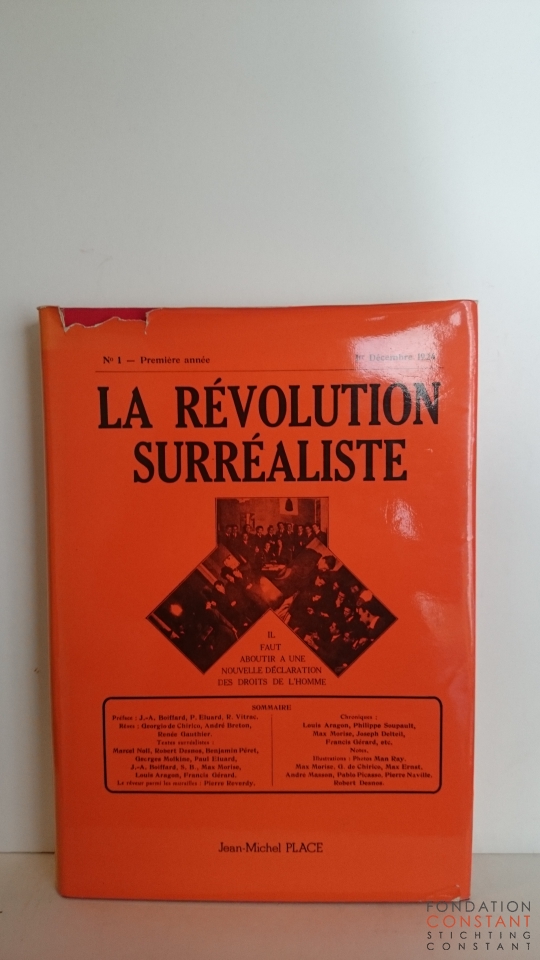 Nº 1 — Première année
1er Décembre 1924
LA RÉVOLUTION
SURRÉALISTE
IL
FAUT
ABOUTIR A UNE
NOUVELLE DÉCLARATION
DES DROITS DE L'HOMME
SOMMAIRE
Préface : J.-A. Boiffard, P. Eluard, R. Vitrac.
Rêves : Georgio de Chirico, André Breton,
Renée Gauthier.
Textes surréalistes :
Marcel Noll, Robert Desnos, Benjamin Péret,
Georges Malkine, Paul Eluard,
J.-A. Boiffard, S. B., Max Morise,
Louis Aragon, Francis Gérard.
Le rêveur parmi les murailles : Pierre Reverdy.
Chroniques :
Louis Aragon, Philippe Soupault,
Max Morise, Joseph Delteil,
Francis Gérard, etc.
Notes.
Illustrations : Photos Man Ray.
Max Morise, G. de Chirico, Max Ernst,
André Masson, Pablo Picasso, Pierre Naville,
Robert Desnos.
Jean-Michel PLACE
FONDATION
CONSTANT
STICHTING
CONSTANT